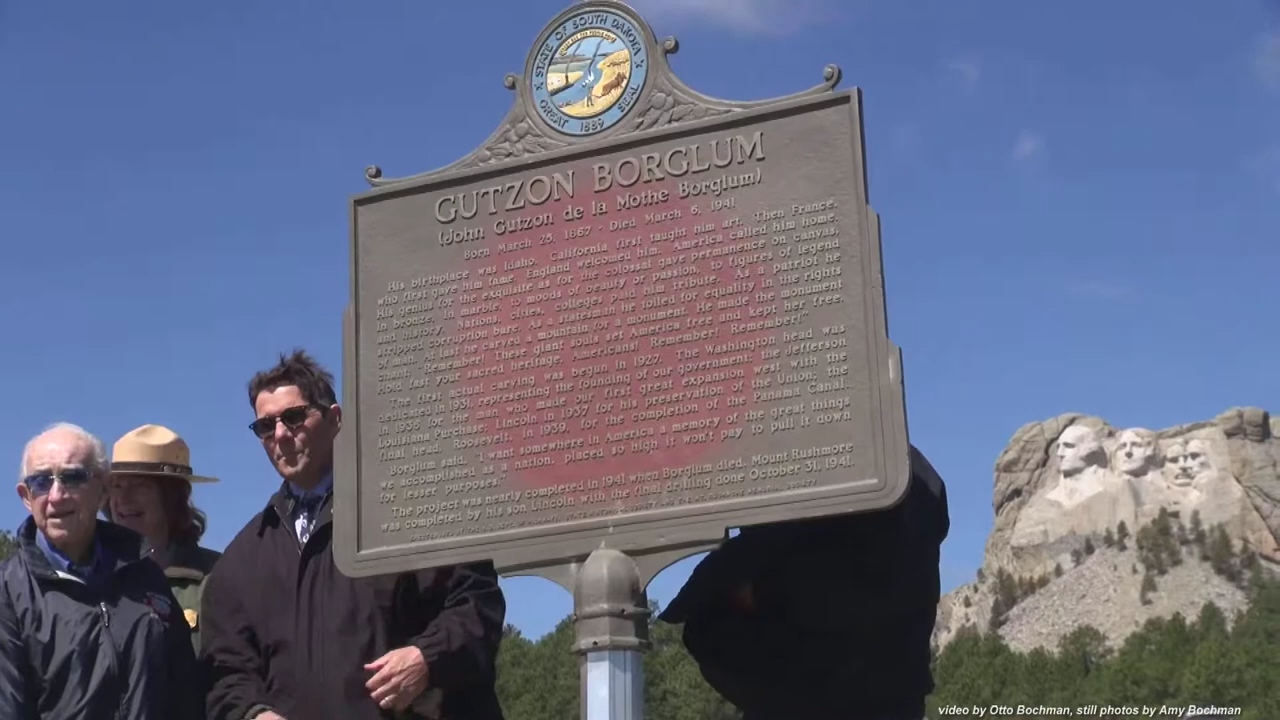 STATE OF SOUTH DAKOTA
GREAT 1889 SEAL
GUTZON BORGLUM
(John Gutzon de la Mothe Borglum)
Born March 25, 1867 - Died March 6, 1941
His birthplace was Idaho. California first taught him art. Then France,
who first gave him fame. England welcomed him. America called him home.
His genius for the exquisite as for the colossal gave permanence on canvas,
in bronze, in marble, to moods of beauty or passion, to figures of legend
and history. Nations, cities, colleges paid him tribute. As a patriot he
stripped corruption bare. As a statesman he toiled for equality in the rights
of man. At last he carved a mountain for a monument. He made the monument
chant: "Remember! These giant souls set America free and kept her free.
Hold fast your sacred heritage, Americans! Remember! Remember!"
The first actual carving was begun in 1927. The Washington head was
dedicated in 1931, representing the founding of our government; the Jefferson
in 1936 for the man who made our first great expansion west with the
Louisiana Purchase; Lincoln in 1937 for his preservation of the Union; the
final head, Roosevelt, in 1939, for the completion of the Panama Canal.
Borglum said, "I want somewhere in America a memory of the great things
we accomplished as a nation, placed so high it won't pay to pull it down
for lesser purposes."
The project was nearly completed in 1941 when Borglum died. Mount Rushmore
was completed by his son Lincoln with the final drilling done October 31, 1941.
video by Otto Bochman, still photos by Amy Bochman